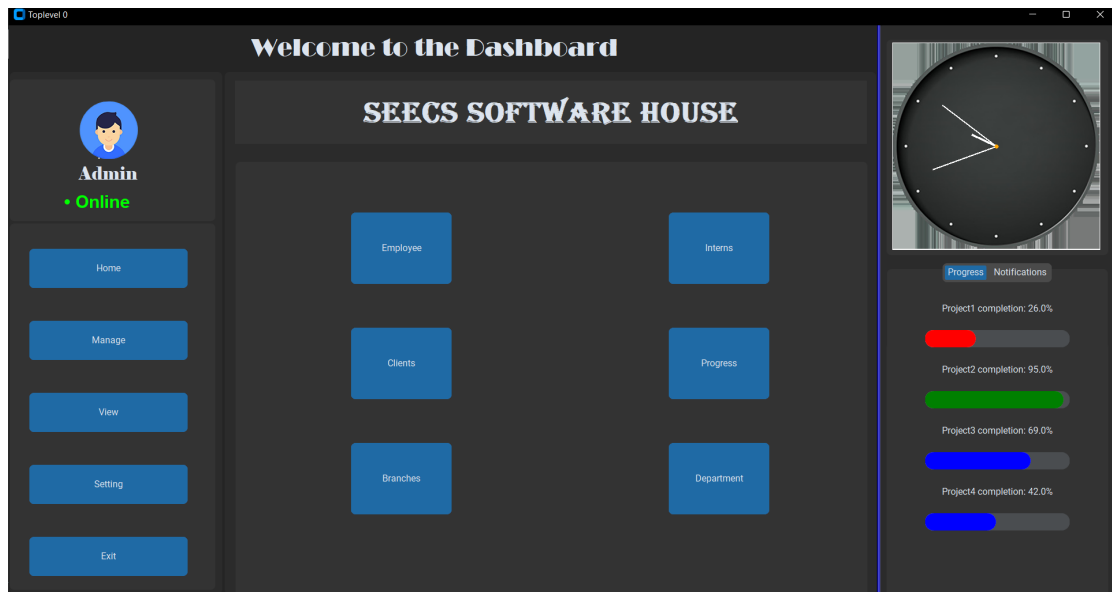 Toplevel 0
Welcome to the Dashboard
SEECS SOFTWARE HOUSE
Admin
• Online
Home
Manage
View
Setting
Exit
Employee
Interns
Clients
Progress
Branches
Department
Progress Notifications
Project1 completion: 26.0%
Project2 completion: 95.0%
Project3 completion: 69.0%
Project4 completion: 42.0%